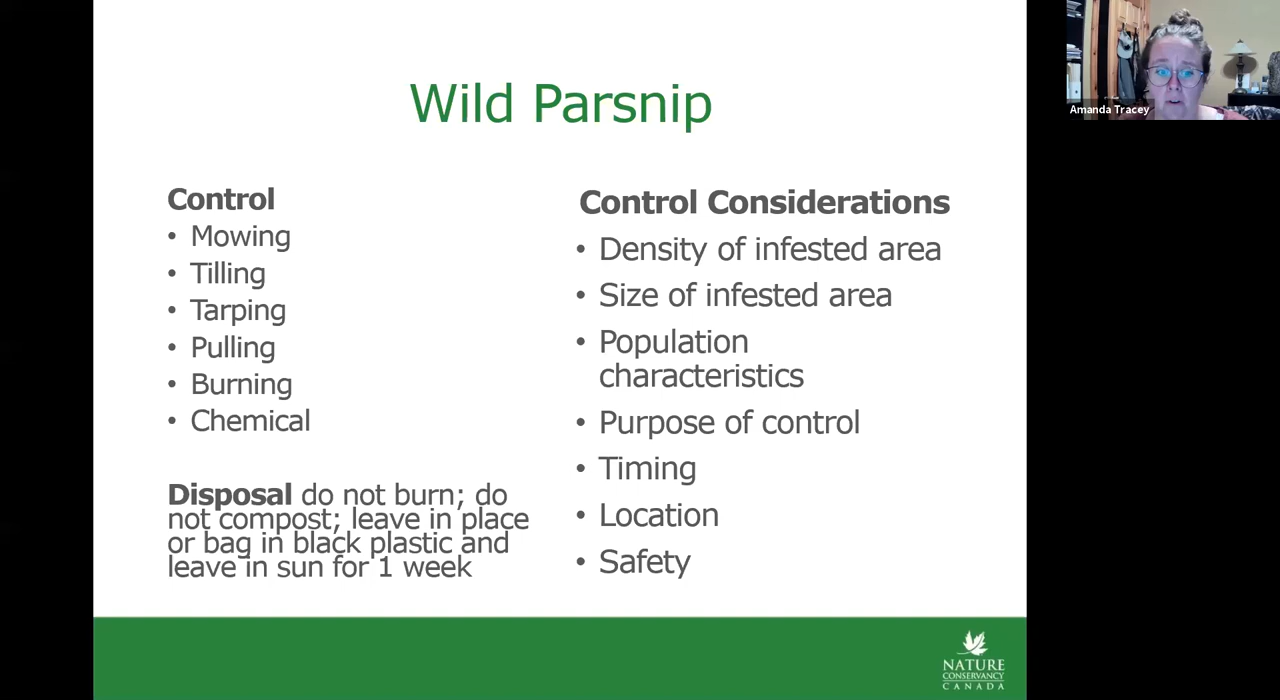 Wild Parsnip
Control
• Mowing
• Tilling
• Tarping
• Pulling
• Burning
• Chemical
Disposal do not burn; do
not compost; leave in place
or bag in black plastic and
leave in sun for 1 week
Control Considerations
• Density of infested area
• Size of infested area
• Population
characteristics
• Purpose of control
• Timing
• Location
• Safety
NATURE
CONSERVANCY
CANADA
Amanda Tracey